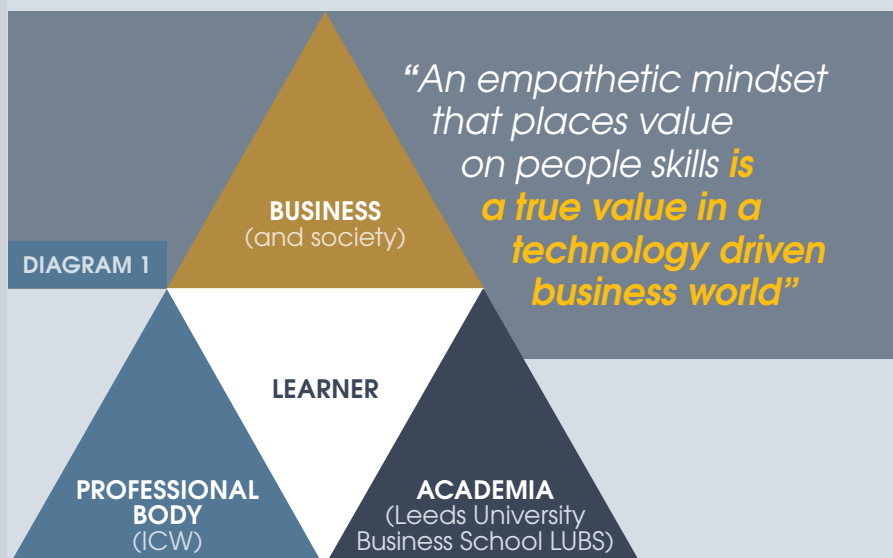 “An empathetic mindset
that places value
on people skills is
a true value in a
technology driven
business world”
BUSINESS
(and society)
DIAGRAM 1
LEARNER
PROFESSIONAL
BODY
(ICW)
ACADEMIA
(Leeds University
Business School LUBS)